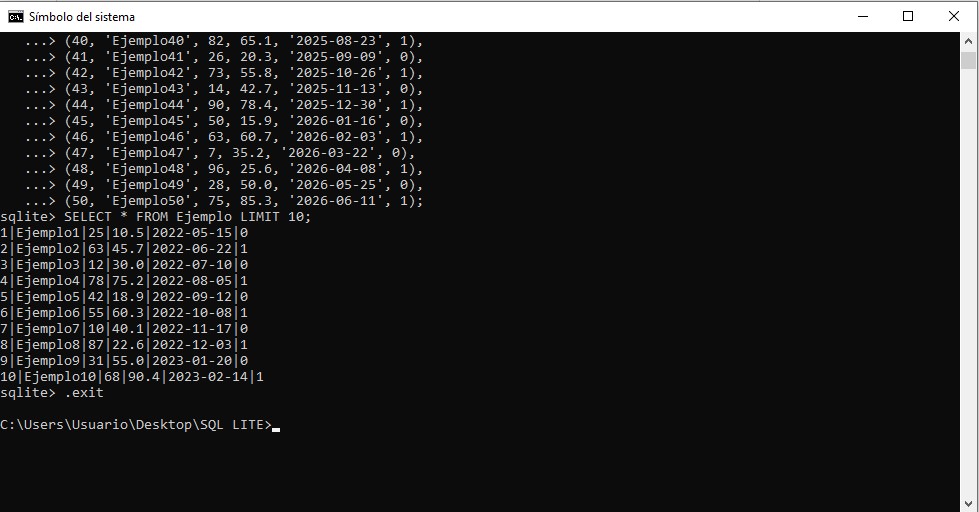 Símbolo del sistema
...> (40, 'Ejemplo40', 82, 65.1, '2025-08-23', 1),
...> (41, 'Ejemplo41', 26, 20.3, '2025-09-09', 0),
...> (42, 'Ejemplo42', 73, 55.8, '2025-10-26', 1),
...> (43, 'Ejemplo43', 14, 42.7, '2025-11-13', 0),
...> (44, 'Ejemplo44', 90, 78.4, '2025-12-30', 1),
...> (45, 'Ejemplo45', 50, 15.9, '2026-01-16', 0),
...> (46, 'Ejemplo46', 63, 60.7, '2026-02-03', 1),
...> (47, 'Ejemplo47', 7, 35.2, '2026-03-22', 0),
...> (48, 'Ejemplo48', 96, 25.6, '2026-04-08', 1),
...> (49, 'Ejemplo49', 28, 50.0, '2026-05-25', 0),
...> (50, 'Ejemplo50', 75, 85.3, '2026-06-11', 1);
sqlite> SELECT * FROM Ejemplo LIMIT 10;
1|Ejemplo1|25|10.5|2022-05-15|0
2|Ejemplo2|63|45.7|2022-06-22|1
3|Ejemplo3|12|30.0|2022-07-10|0
4|Ejemplo4|78|75.2|2022-08-05|1
5|Ejemplo5|42|18.9|2022-09-12|0
6|Ejemplo6|55|60.3|2022-10-08|1
7|Ejemplo7|10|40.1|2022-11-17|0
8|Ejemplo8|87|22.6|2022-12-03|1
9|Ejemplo9|31|55.0|2023-01-20|0
10|Ejemplo10|68|90.4|2023-02-14|1
sqlite> .exit
C:\Users\Usuario\Desktop\SQL LITE>